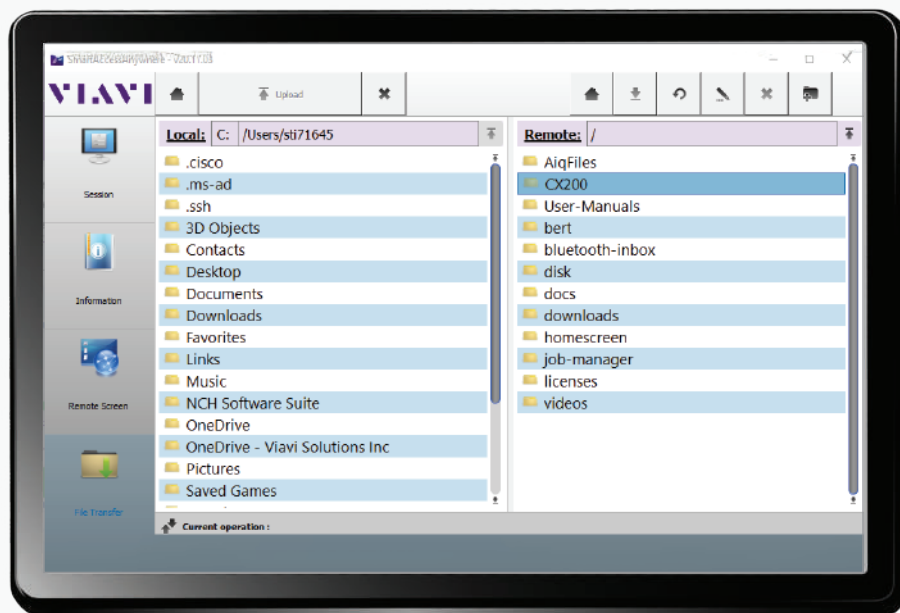 SmartAccessAnywhere -
VIAVI
Upload
Local: C: /Users/sti71645
Remote: /
Session
Information
Remote Screen
File Transfer
.cisco
.ms-ad
.ssh
3D Objects
Contacts
Desktop
Documents
Downloads
Favorites
Links
Music
NCH Software Suite
OneDrive
OneDrive - Viavi Solutions Inc
Pictures
Saved Games
AiqFiles
CX200
User-Manuals
bert
bluetooth-inbox
disk
docs
downloads
homescreen
job-manager
licenses
videos
Current operation :